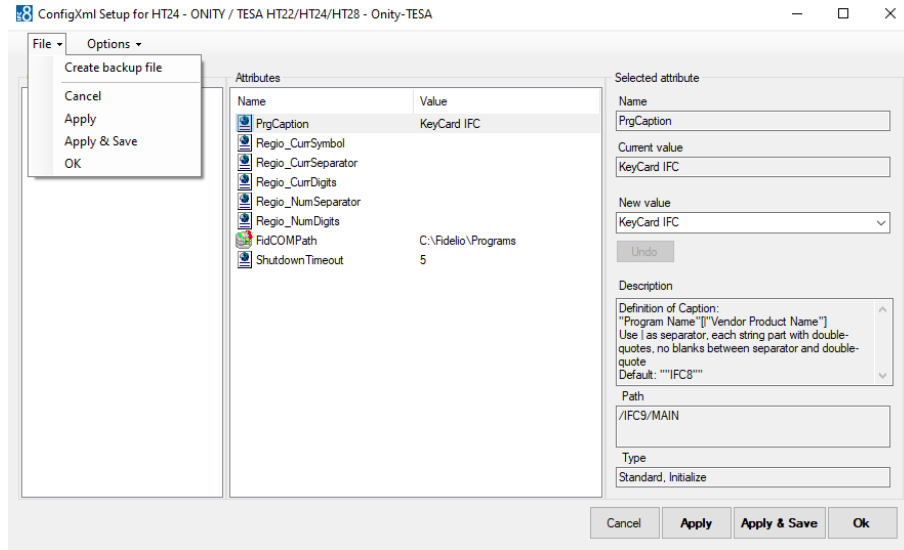 ConfigXml Setup for HT24 - ONITY / TESA HT22/HT24/HT28 - Onity-TESA
File Options
Create backup file
Cancel
Apply
Apply & Save
OK
Attributes
Name Value
PrgCaption KeyCard IFC
Regio_CurrSymbol
Regio_CurrSeparator
Regio_CurrDigits
Regio_NumSeparator
Regio_NumDigits
FidCOMPath C:\Fidelio\Programs
ShutdownTimeout 5
Selected attribute
Name
PrgCaption
Current value
KeyCard IFC
New value
KeyCard IFC
Undo
Description
Definition of Caption:
"Program Name"[|"Vendor Product Name"]
Use | as separator, each string part with double-
quotes, no blanks between separator and double-
quote
Default: ""IFC8""
Path
/IFC9/MAIN
Type
Standard, Initialize
Cancel Apply Apply & Save Ok